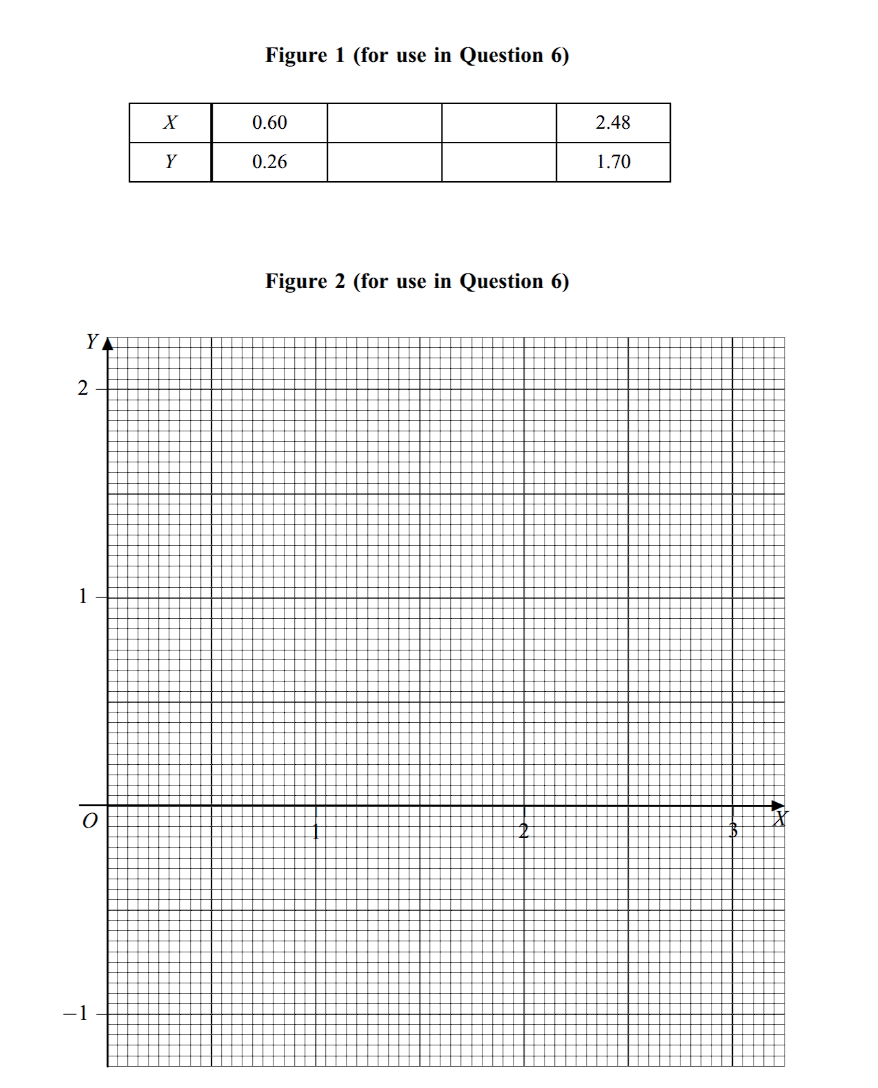 Figure 1 (for use in Question 6)
X 0.60 2.48
Y 0.26 1.70
Figure 2 (for use in Question 6)
Y
2
1
O 1 2 3 X
−1